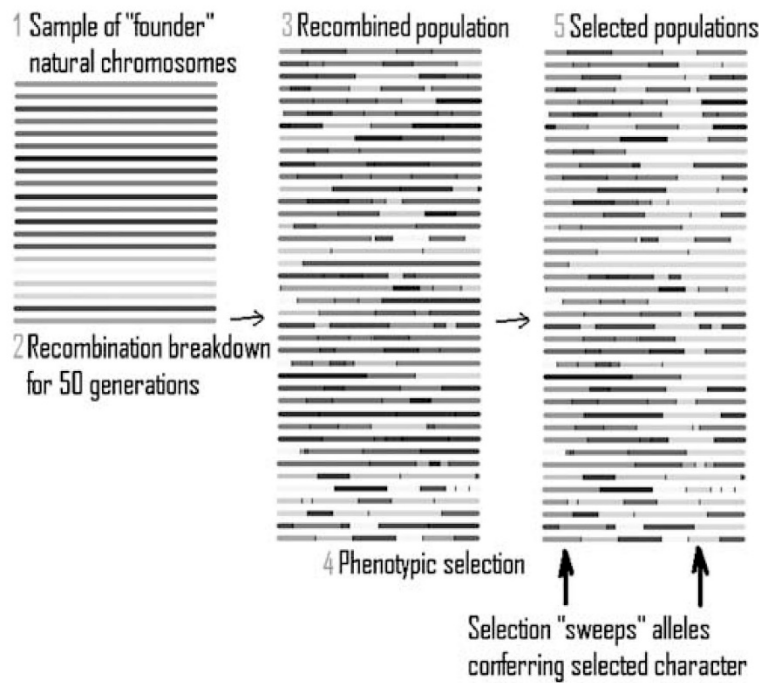 1 Sample of "founder"
natural chromosomes
2 Recombination breakdown
for 50 generations
3 Recombined population
4 Phenotypic selection
5 Selected populations
Selection "sweeps" alleles
conferring selected character